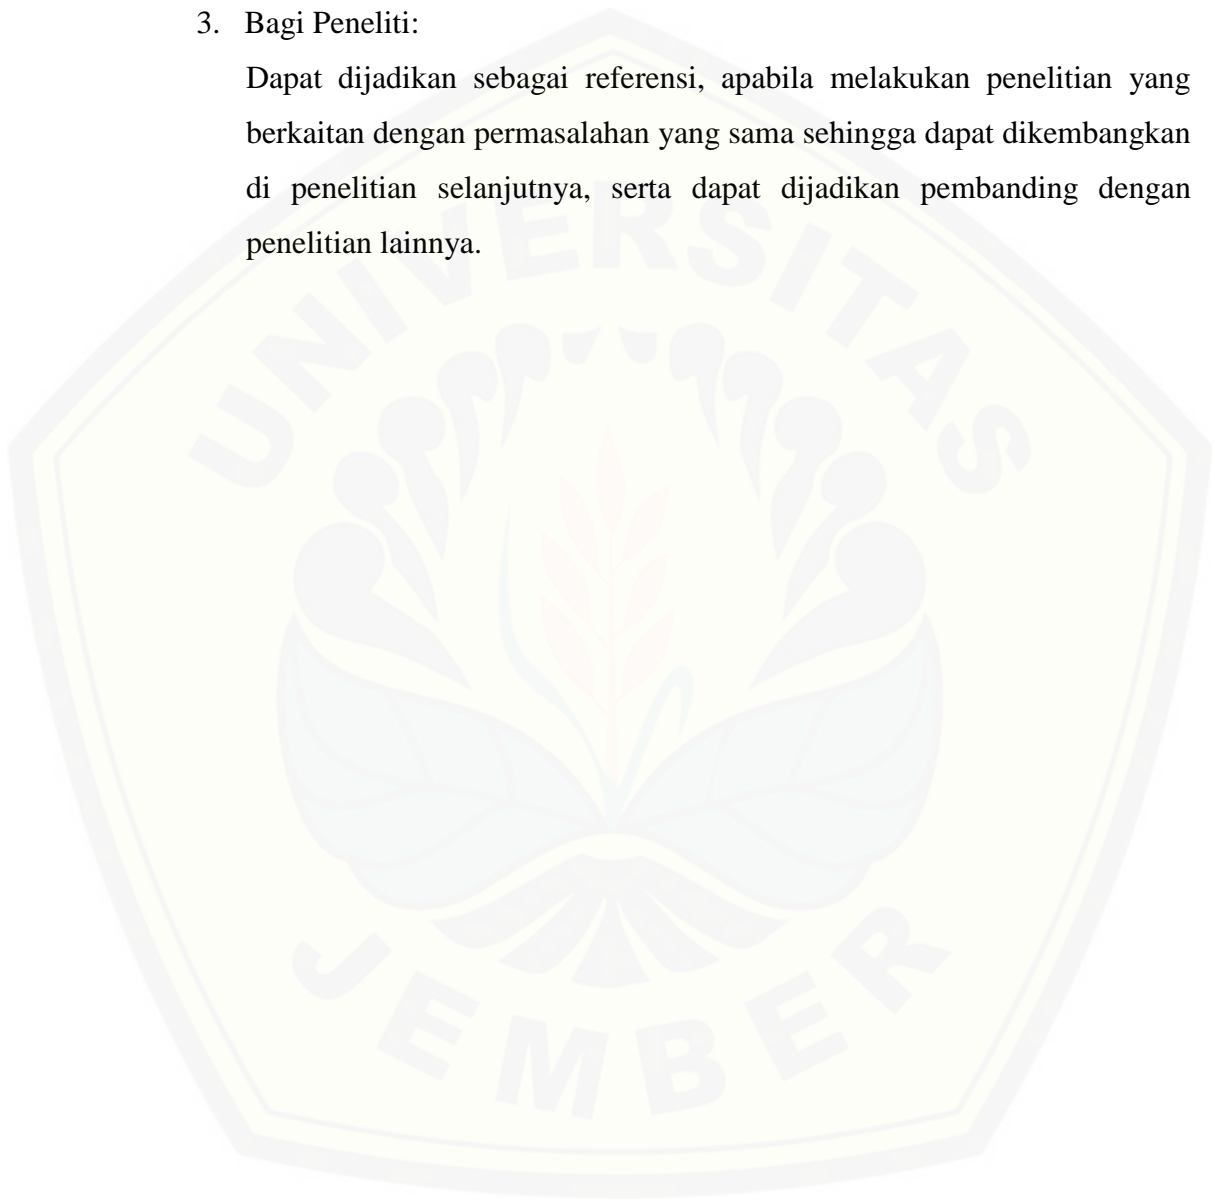 3. Bagi Peneliti:
Dapat dijadikan sebagai referensi, apabila melakukan penelitian yang
berkaitan dengan permasalahan yang sama sehingga dapat dikembangkan
di penelitian selanjutnya, serta dapat dijadikan pembanding dengan
penelitian lainnya.
UNIVERSITAS
JEMBER